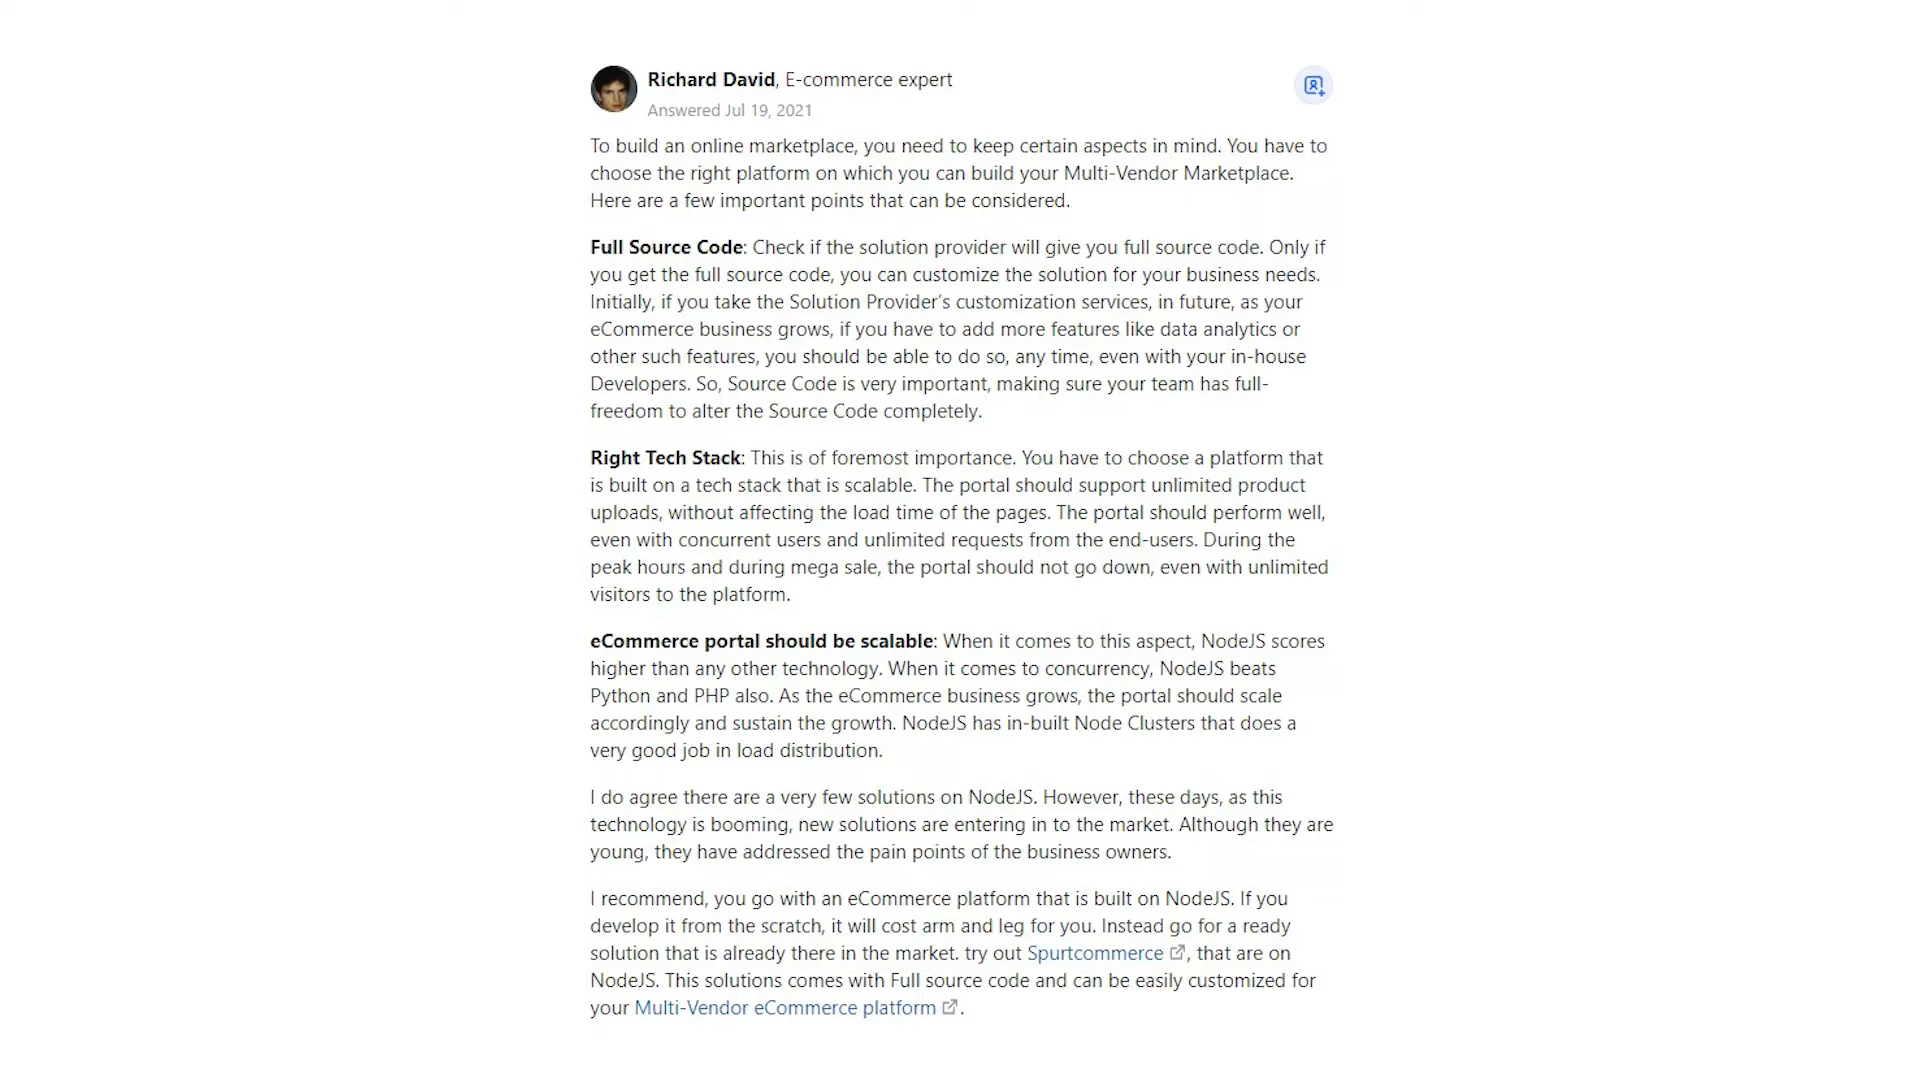 Richard David, E-commerce expert
Answered Jul 19, 2021
To build an online marketplace, you need to keep certain aspects in mind. You have to
choose the right platform on which you can build your Multi-Vendor Marketplace.
Here are a few important points that can be considered.
Full Source Code: Check if the solution provider will give you full source code. Only if
you get the full source code, you can customize the solution for your business needs.
Initially, if you take the Solution Provider's customization services, in future, as your
eCommerce business grows, if you have to add more features like data analytics or
other such features, you should be able to do so, any time, even with your in-house
Developers. So, Source Code is very important, making sure your team has full-
freedom to alter the Source Code completely.
Right Tech Stack: This is of foremost importance. You have to choose a platform that
is built on a tech stack that is scalable. The portal should support unlimited product
uploads, without affecting the load time of the pages. The portal should perform well,
even with concurrent users and unlimited requests from the end-users. During the
peak hours and during mega sale, the portal should not go down, even with unlimited
visitors to the platform.
eCommerce portal should be scalable: When it comes to this aspect, NodeJS scores
higher than any other technology. When it comes to concurrency, NodeJS beats
Python and PHP also. As the eCommerce business grows, the portal should scale
accordingly and sustain the growth. NodeJS has in-built Node Clusters that does a
very good job in load distribution.
I do agree there are a very few solutions on NodeJS. However, these days, as this
technology is booming, new solutions are entering in to the market. Although they are
young, they have addressed the pain points of the business owners.
I recommend, you go with an eCommerce platform that is built on NodeJS. If you
develop it from the scratch, it will cost arm and leg for you. Instead go for a ready
solution that is already there in the market. try out Spurtcommerce, that are on
NodeJS. This solutions comes with Full source code and can be easily customized for
your Multi-Vendor eCommerce platform.